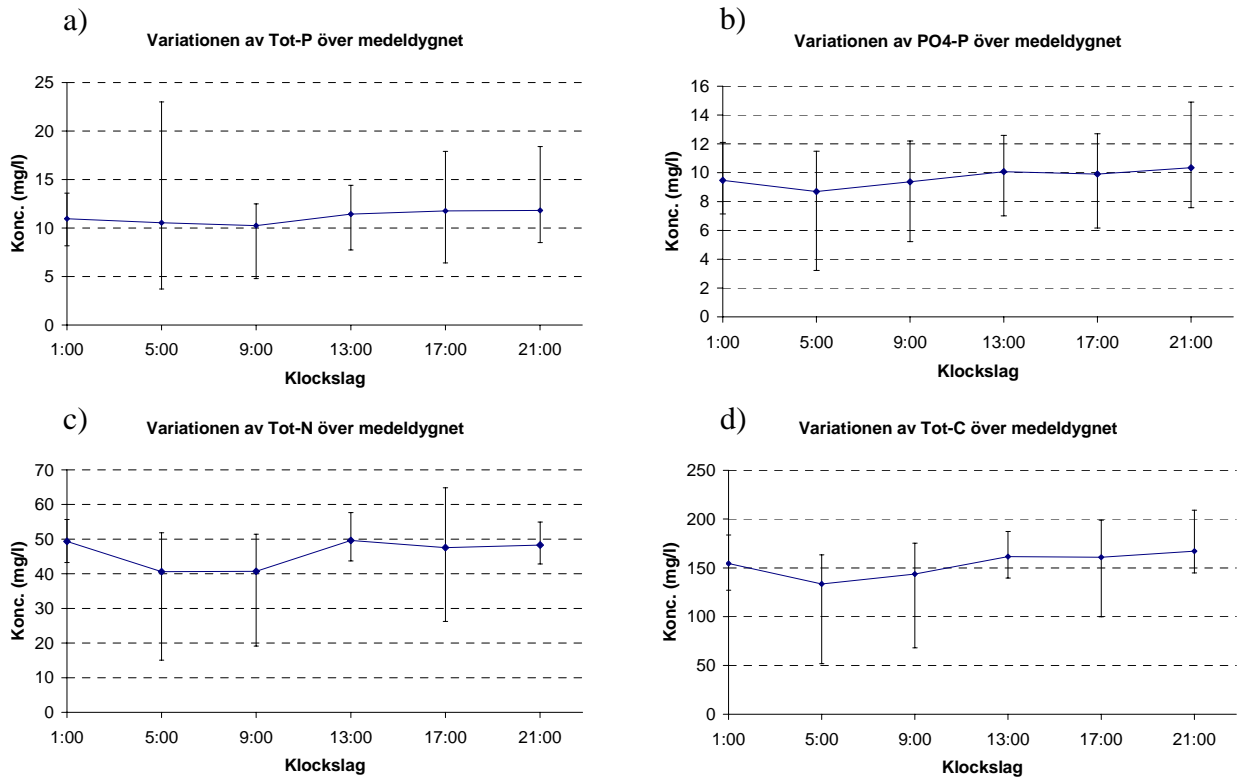 a)
Variationen av Tot-P över medeldygnet
25
20
15
10
5
0
Konc. (mg/l)
1:00 5:00 9:00 13:00 17:00 21:00
Klockslag
b)
Variationen av PO4-P över medeldygnet
16
14
12
10
8
6
4
2
0
Konc. (mg/l)
1:00 5:00 9:00 13:00 17:00 21:00
Klockslag
c)
Variationen av Tot-N över medeldygnet
70
60
50
40
30
20
10
0
Konc. (mg/l)
1:00 5:00 9:00 13:00 17:00 21:00
Klockslag
d)
Variationen av Tot-C över medeldygnet
250
200
150
100
50
0
Konc. (mg/l)
1:00 5:00 9:00 13:00 17:00 21:00
Klockslag